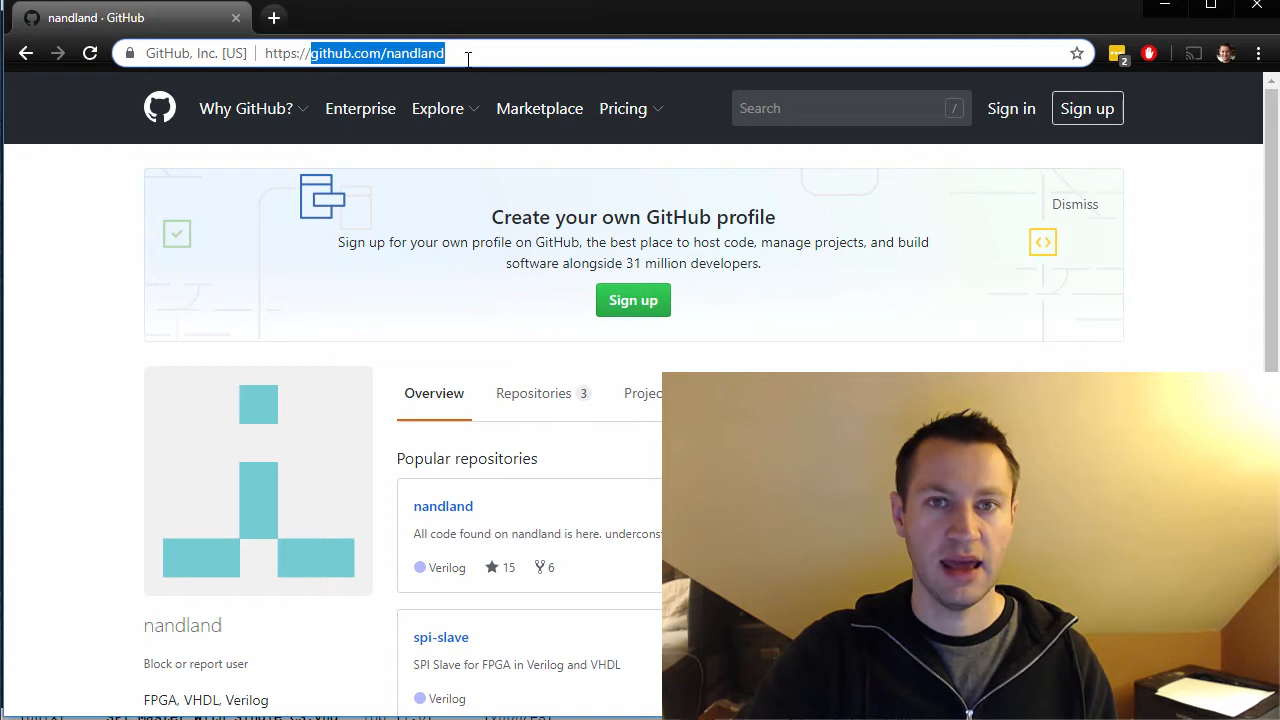 nandland · GitHub
GitHub, Inc. [US] | https://github.com/nandland
2
Why GitHub? Enterprise Explore Marketplace Pricing Search / Sign in Sign up
Create your own GitHub profile
Dismiss
Sign up for your own profile on GitHub, the best place to host code, manage projects, and build
software alongside 31 million developers.
Sign up
Overview Repositories 3 Projec
Popular repositories
nandland
All code found on nandland is here. underconst
Verilog 15 6
spi-slave
SPI Slave for FPGA in Verilog and VHDL
Verilog
nandland
Block or report user
FPGA, VHDL, Verilog